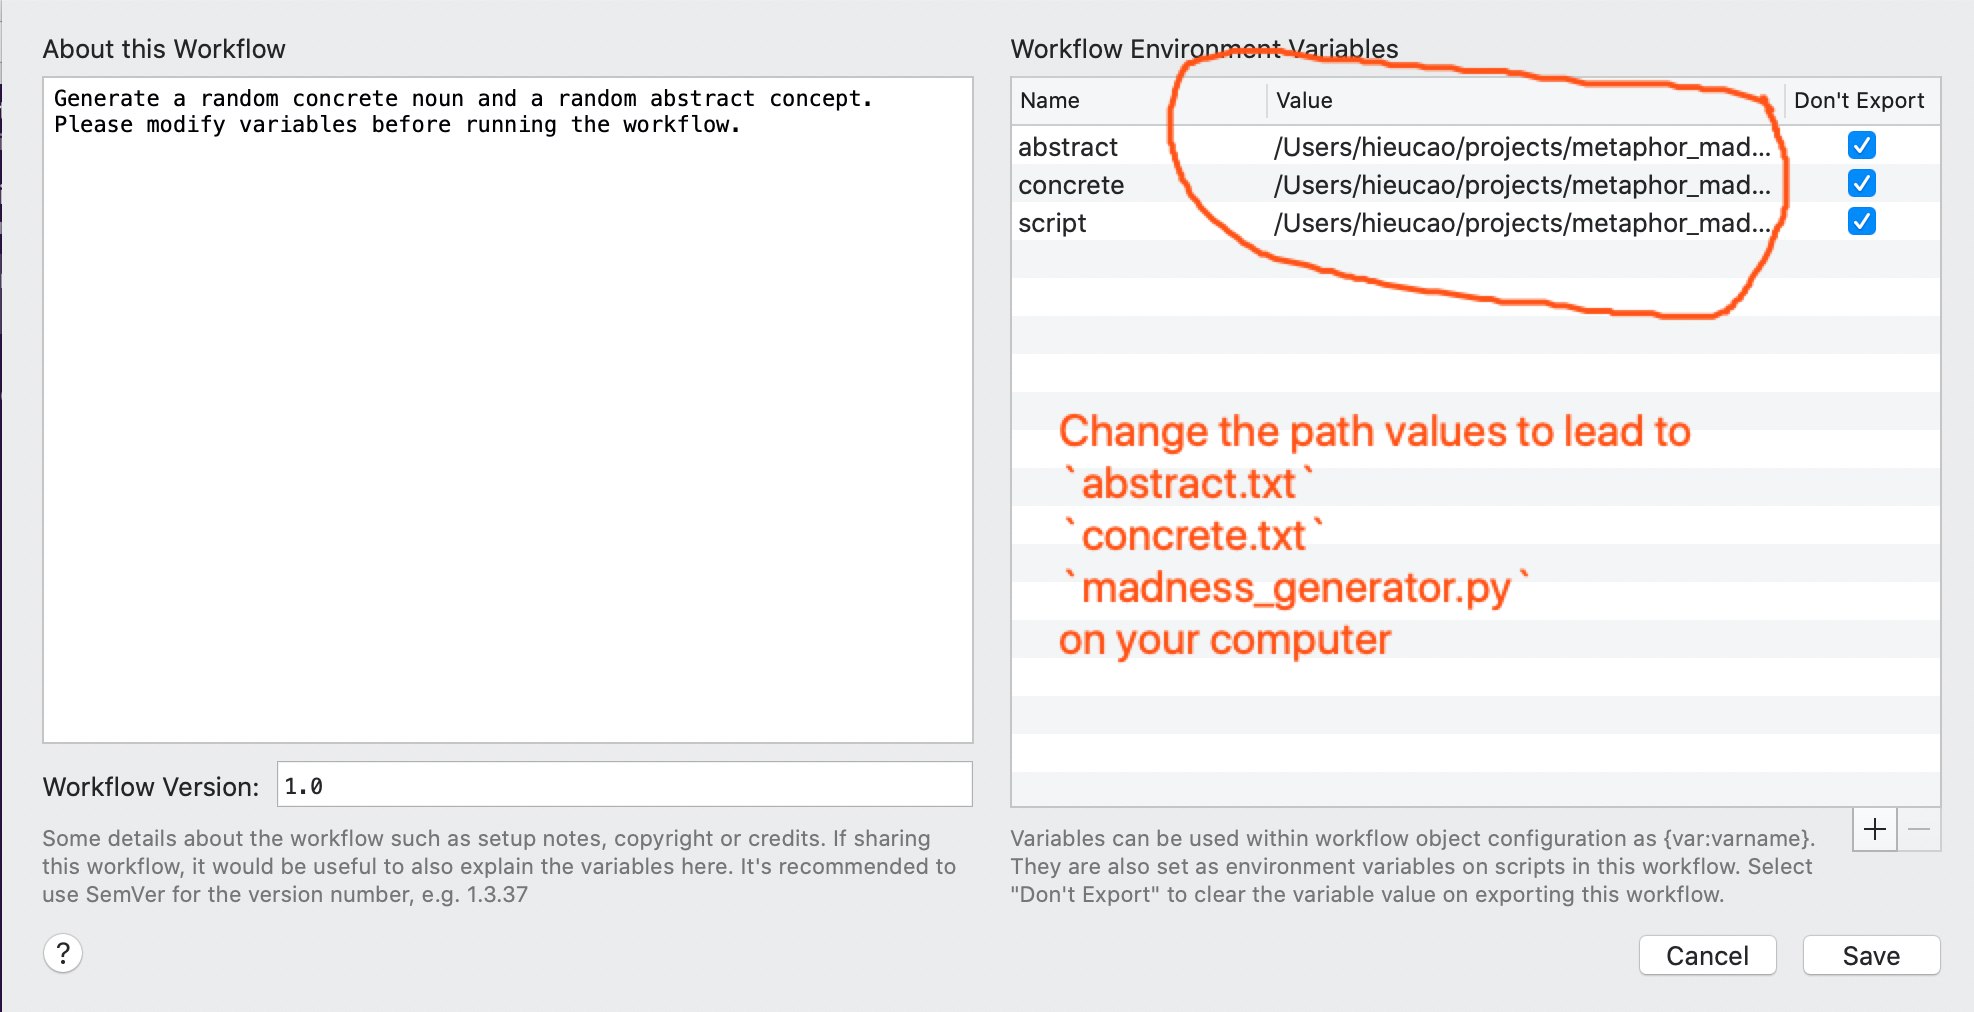 About this Workflow
Generate a random concrete noun and a random abstract concept.
Please modify variables before running the workflow.
Workflow Version: 1.0
Some details about the workflow such as setup notes, copyright or credits. If sharing
this workflow, it would be useful to also explain the variables here. It's recommended to
use SemVer for the version number, e.g. 1.3.37
?
Workflow Environment Variables
Name Value Don't Export
abstract /Users/hieucao/projects/metaphor_mad...
concrete /Users/hieucao/projects/metaphor_mad...
script /Users/hieucao/projects/metaphor_mad...
Change the path values to lead to
`abstract.txt`
`concrete.txt`
`madness_generator.py`
on your computer
Variables can be used within workflow object configuration as {var:varname}.
They are also set as environment variables on scripts in this workflow. Select
"Don't Export" to clear the variable value on exporting this workflow.
Cancel Save